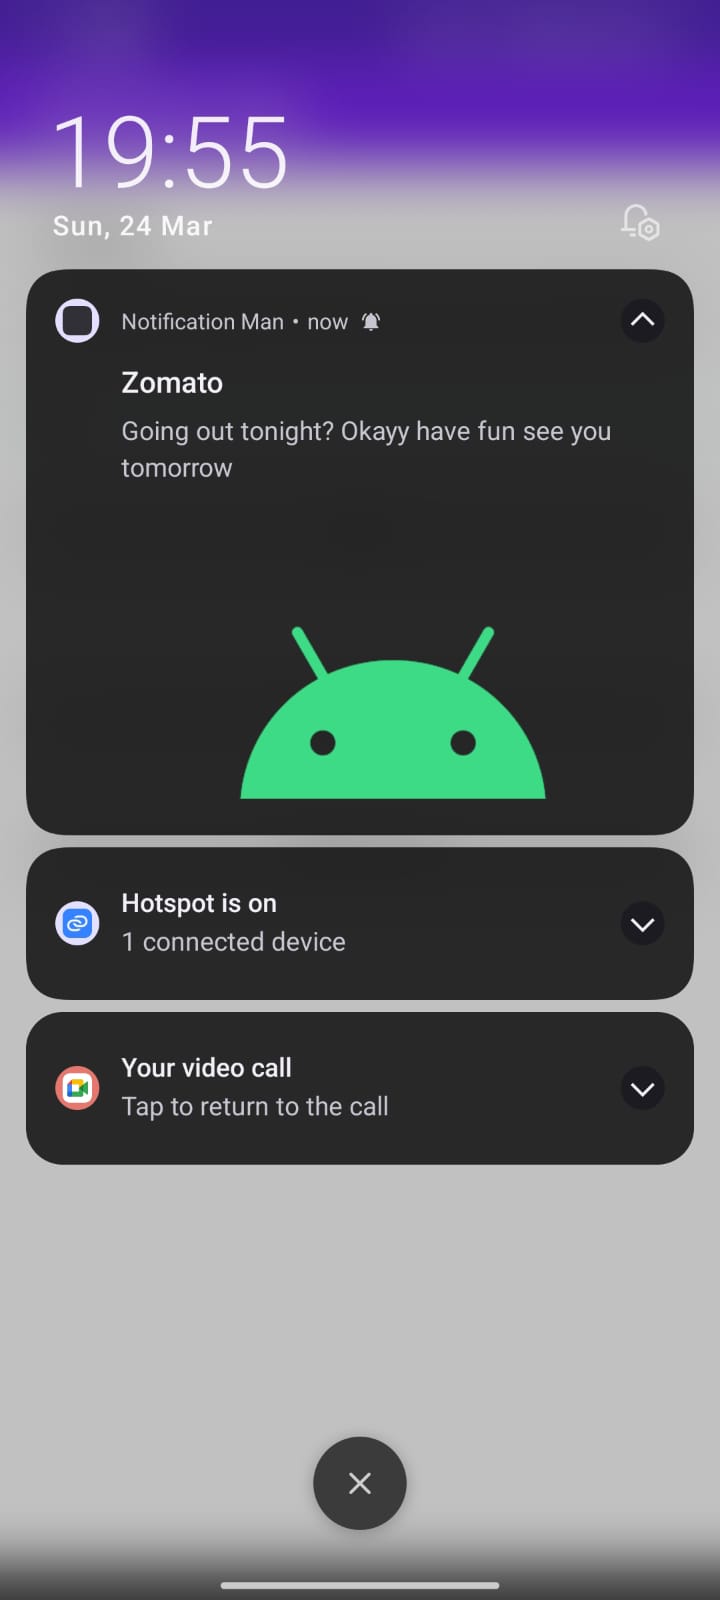 19:55
Sun, 24 Mar
Notification Man • now
Zomato
Going out tonight? Okayy have fun see you
tomorrow
Hotspot is on
1 connected device
Your video call
Tap to return to the call